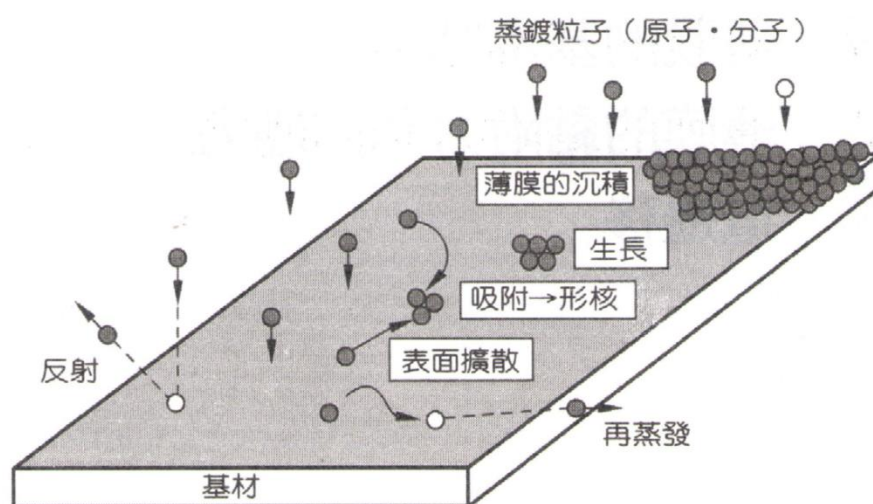 蒸鍍粒子（原子・分子）
薄膜的沉積
生長
吸附→形核
表面擴散
反射
再蒸發
基材